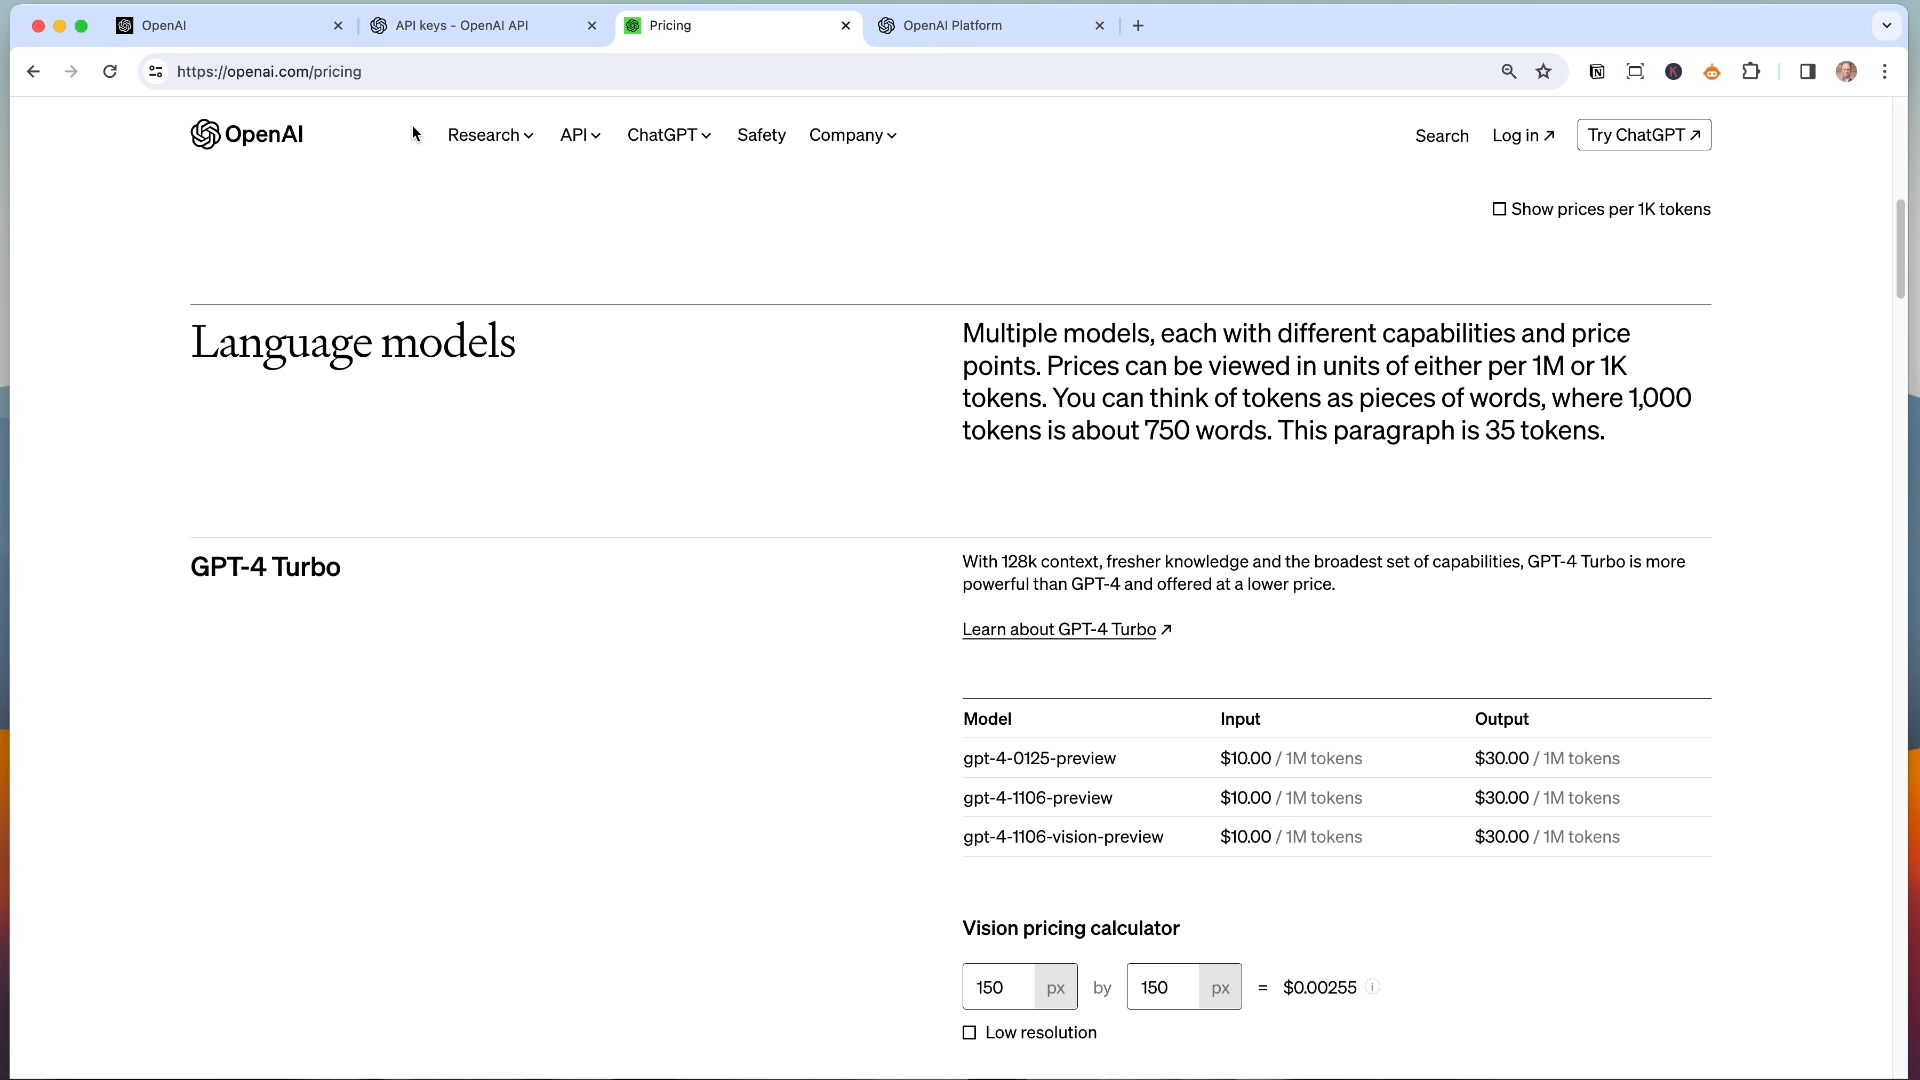 OpenAI
API keys - OpenAI API
Pricing
OpenAI Platform
https://openai.com/pricing
OpenAI
Research
API
ChatGPT
Safety
Company
Search
Log in ↗
Try ChatGPT ↗
Show prices per 1K tokens
Language models
Multiple models, each with different capabilities and price
points. Prices can be viewed in units of either per 1M or 1K
tokens. You can think of tokens as pieces of words, where 1,000
tokens is about 750 words. This paragraph is 35 tokens.
GPT-4 Turbo
With 128k context, fresher knowledge and the broadest set of capabilities, GPT-4 Turbo is more
powerful than GPT-4 and offered at a lower price.
Learn about GPT-4 Turbo ↗
Model Input Output
gpt-4-0125-preview $10.00 / 1M tokens $30.00 / 1M tokens
gpt-4-1106-preview $10.00 / 1M tokens $30.00 / 1M tokens
gpt-4-1106-vision-preview $10.00 / 1M tokens $30.00 / 1M tokens
Vision pricing calculator
150 px by 150 px = $0.00255
Low resolution